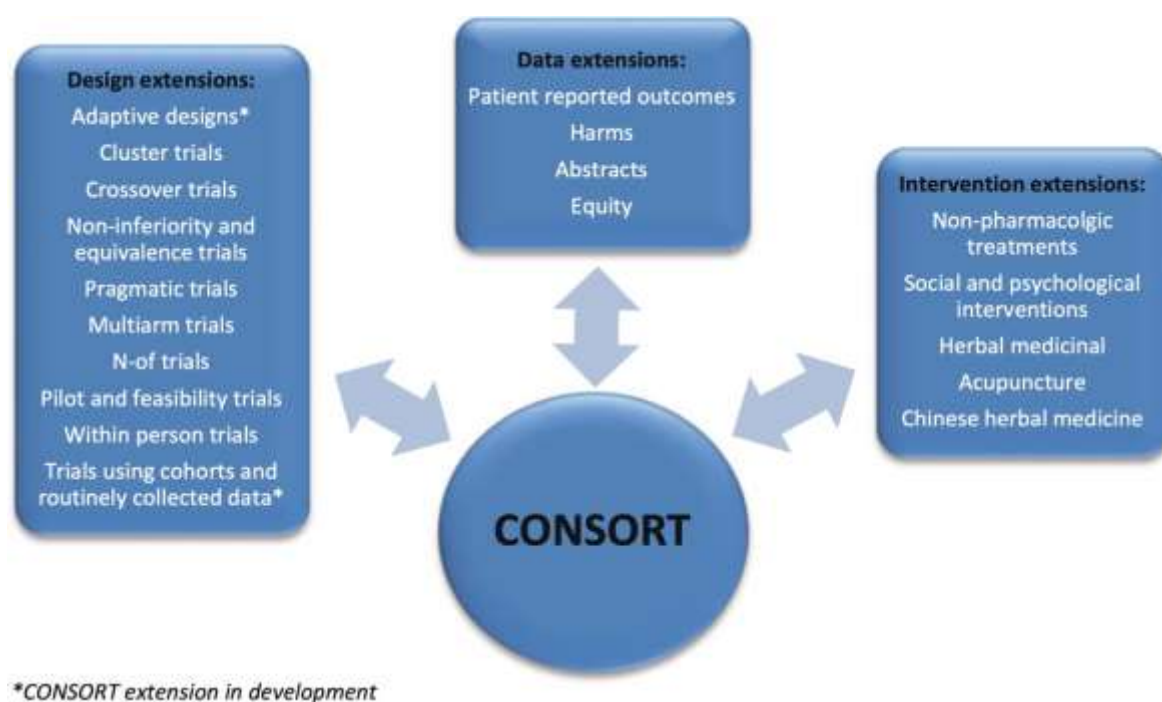 Design extensions:
Adaptive designs*
Cluster trials
Crossover trials
Non-inferiority and
equivalence trials
Pragmatic trials
Multiarm trials
N-of trials
Pilot and feasibility trials
Within person trials
Trials using cohorts and
routinely collected data*
Data extensions:
Patient reported outcomes
Harms
Abstracts
Equity
Intervention extensions:
Non-pharmacolgic
treatments
Social and psychological
interventions
Herbal medicinal
Acupuncture
Chinese herbal medicine
CONSORT
*CONSORT extension in development